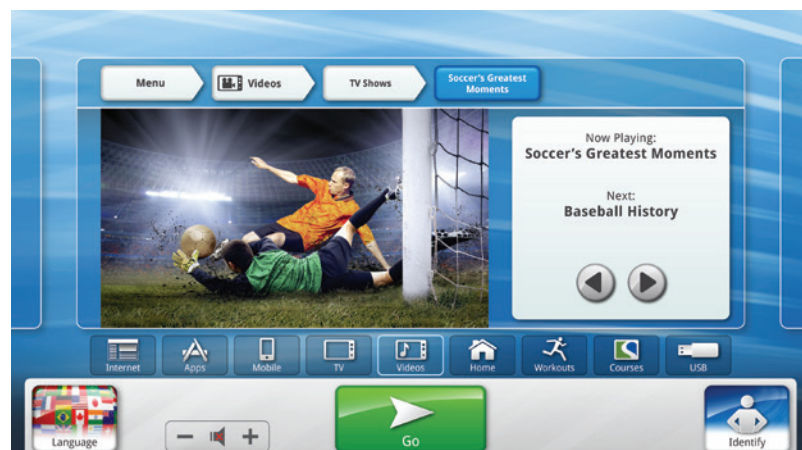 Menu
Videos
TV Shows
Soccer's Greatest
Moments
Now Playing:
Soccer's Greatest Moments
Next:
Baseball History
Internet
Apps
Mobile
TV
Videos
Home
Workouts
Courses
USB
Language
Go
Identify